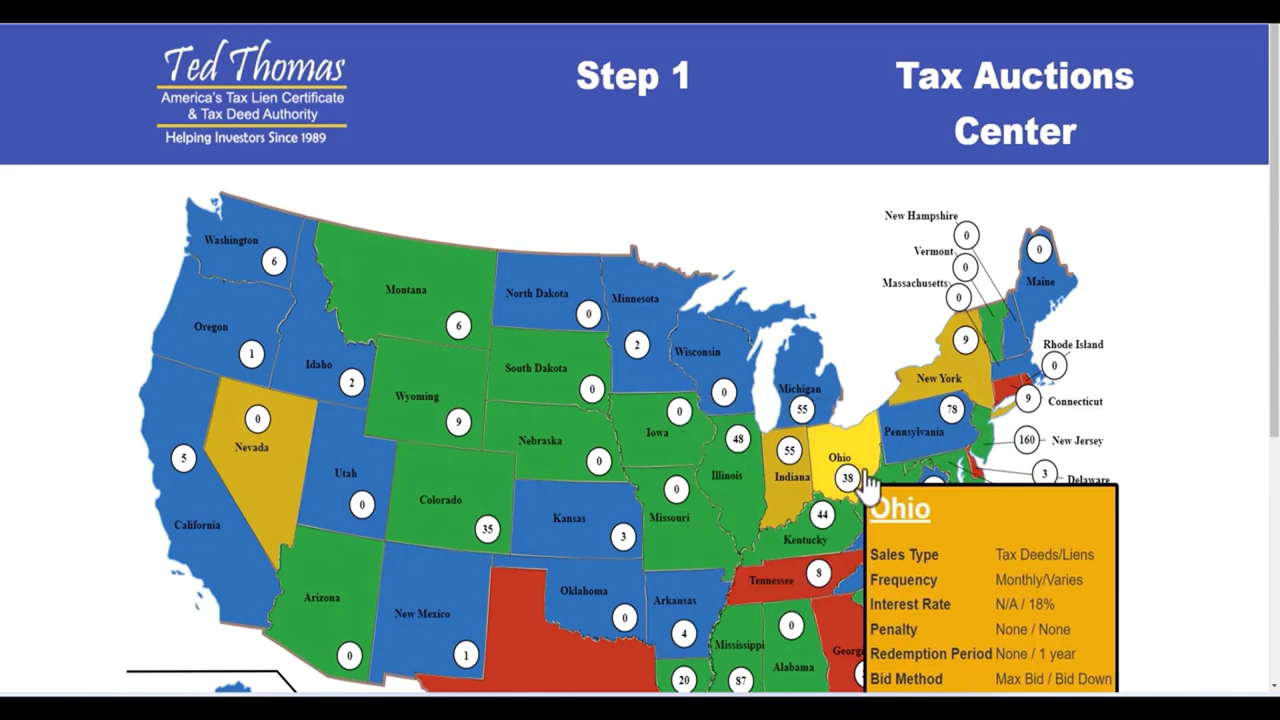 Ted Thomas
America's Tax Lien Certificate
& Tax Deed Authority
Helping Investors Since 1989
Step 1
Tax Auctions
Center
New Hampshire
0
Vermont
0
Massachusetts
0
0
Maine
Washington
6
Montana
6
North Dakota
0
Minnesota
2
Oregon
1
Idaho
2
Wyoming
9
South Dakota
0
Wisconsin
0
Michigan
55
9
New York
Rhode Island
0
9
Connecticut
0
Nevada
5
California
Utah
0
Colorado
35
Nebraska
0
Iowa
0
48
Illinois
55
Indiana
Ohio
38
78
Pennsylvania
160
New Jersey
3
Delaware
Kansas
3
0
Missouri
44
Kentucky
Arizona
0
New Mexico
1
Oklahoma
0
Arkansas
4
Tennessee
8
Mississippi
87
0
Alabama
Georg
20
Ohio
Sales Type Tax Deeds/Liens
Frequency Monthly/Varies
Interest Rate N/A / 18%
Penalty None / None
Redemption Period None / 1 year
Bid Method Max Bid / Bid Down